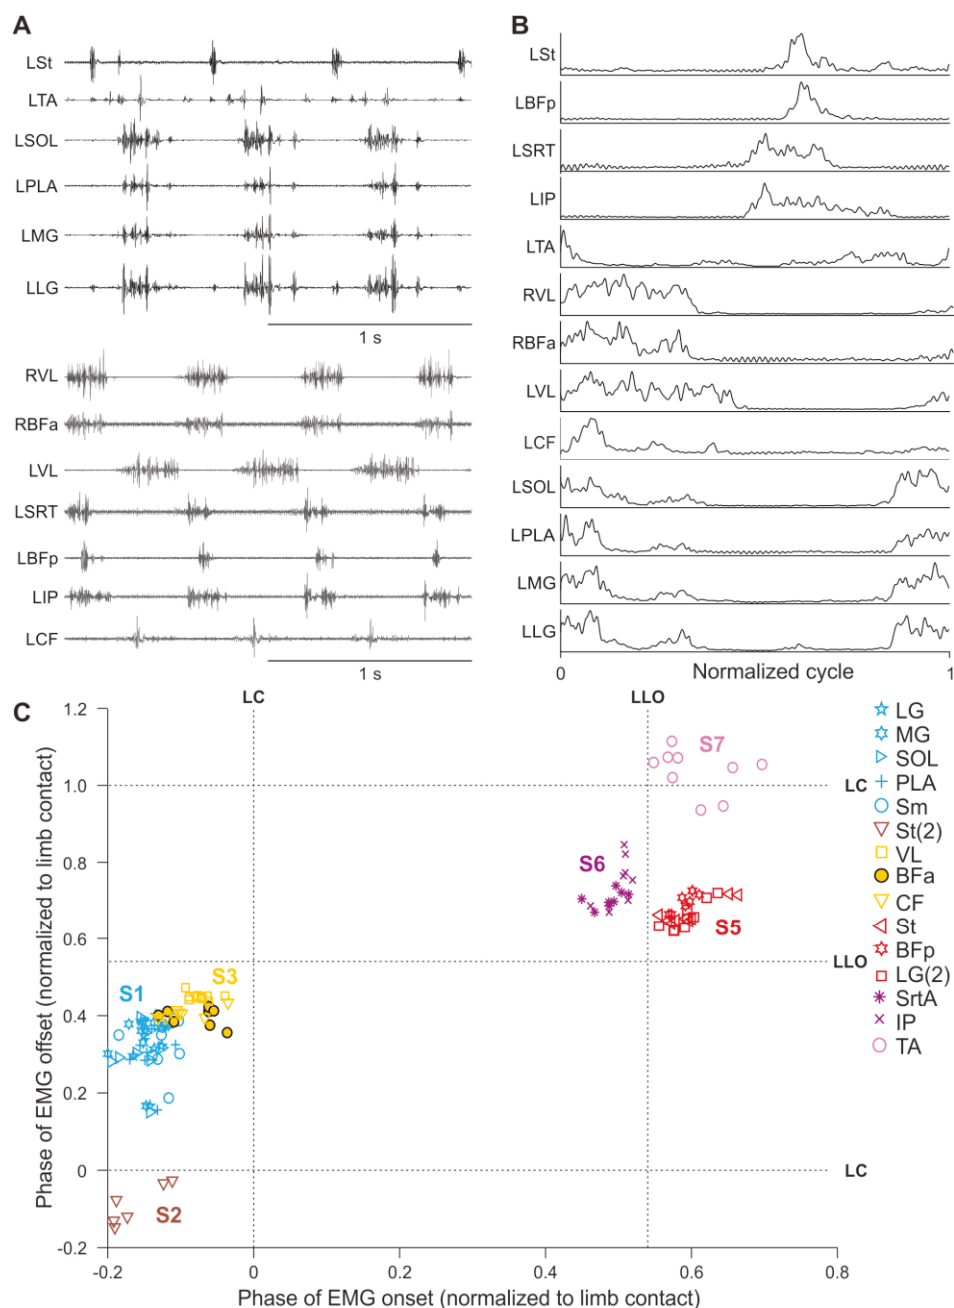 A
LSt
LTA
LSOL
LPLA
LMG
LLG
1 s
RVL
RBFa
LVL
LSRT
LBFp
LIP
LCF
1 s
B
LSt
LBFp
LSRT
LIP
LTA
RVL
RBFa
LVL
LCF
LSOL
LPLA
LMG
LLG
0 Normalized cycle 1
C
LC LLO
1.2
1.0
0.8
0.6
0.4
0.2
0
-0.2
Phase of EMG offset (normalized to limb contact)
S7
S6
S5
S3
S1
S2
LC
LLO
LC
-0.2 0 0.2 0.4 0.6 0.8
Phase of EMG onset (normalized to limb contact)
LG
MG
SOL
PLA
Sm
St(2)
VL
BFa
CF
St
BFp
LG(2)
SrtA
IP
TA